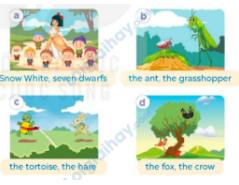 a
b
Snow White, seven dwarfs
the ant, the grasshopper
c
d
the tortoise, the hare
the fox, the crow